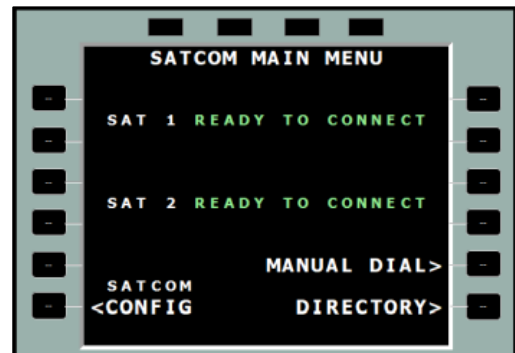 SATCOM MAIN MENU
SAT 1 READY TO CONNECT
SAT 2 READY TO CONNECT
MANUAL DIAL>
SATCOM
<CONFIG DIRECTORY>